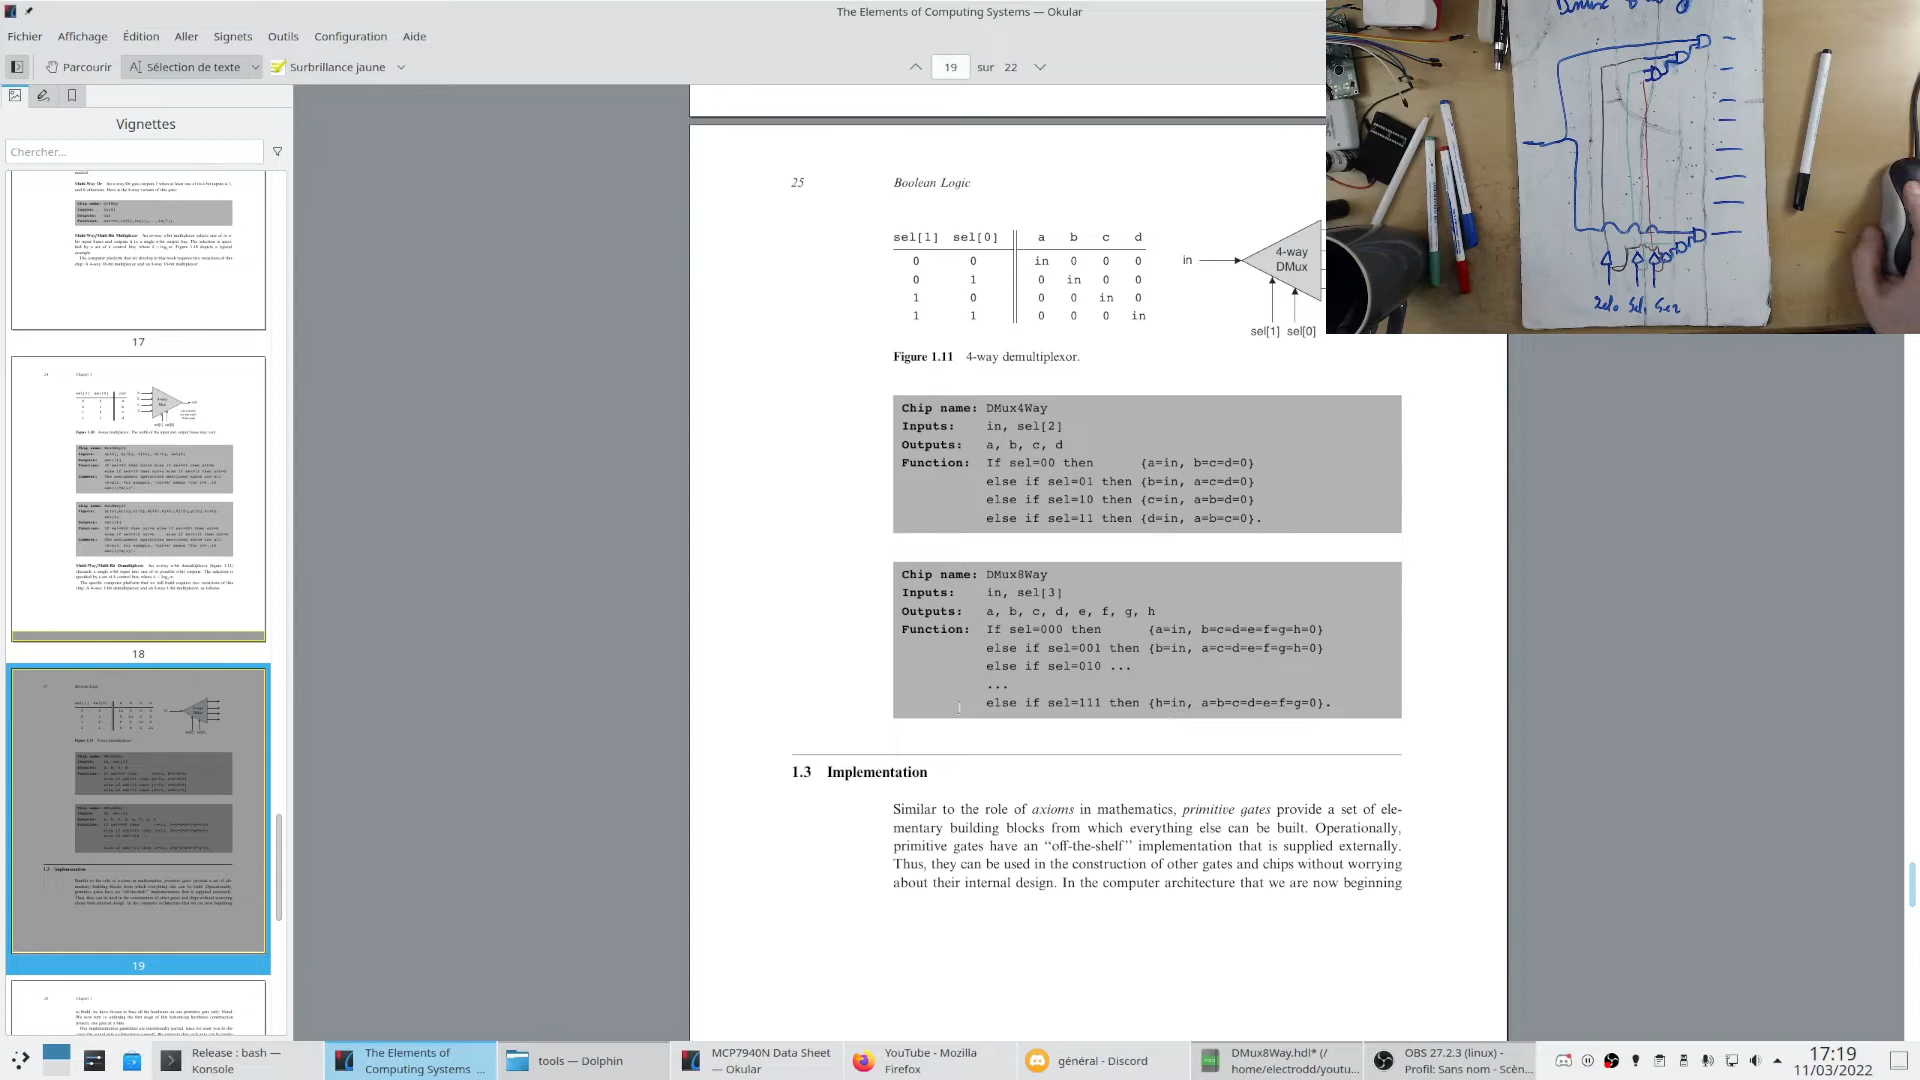 The Elements of Computing Systems — Okular
Fichier Affichage Édition Aller Signets Outils Configuration Aide
Parcourir Sélection de texte Surbrillance jaune
19 sur 22
Vignettes
Chercher...
17
18
19
25 Boolean Logic
sel[1] sel[0] a b c d
0 0 in 0 0 0
0 1 0 in 0 0
1 0 0 0 in 0
1 1 0 0 0 in
in
4-way
DMux
sel[1] sel[0]
Figure 1.11 4-way demultiplexor.
Chip name: DMux4Way
Inputs: in, sel[2]
Outputs: a, b, c, d
Function: If sel=00 then {a=in, b=c=d=0}
else if sel=01 then {b=in, a=c=d=0}
else if sel=10 then {c=in, a=b=d=0}
else if sel=11 then {d=in, a=b=c=0}.
Chip name: DMux8Way
Inputs: in, sel[3]
Outputs: a, b, c, d, e, f, g, h
Function: If sel=000 then {a=in, b=c=d=e=f=g=h=0}
else if sel=001 then {b=in, a=c=d=e=f=g=h=0}
else if sel=010 ...
...
else if sel=111 then {h=in, a=b=c=d=e=f=g=0}.
1.3 Implementation
Similar to the role of axioms in mathematics, primitive gates provide a set of ele-
mentary building blocks from which everything else can be built. Operationally,
primitive gates have an ‘‘off-the-shelf’’ implementation that is supplied externally.
Thus, they can be used in the construction of other gates and chips without worrying
about their internal design. In the computer architecture that we are now beginning
Release : bash —
Konsole
The Elements of
Computing Systems ...
tools — Dolphin
MCP7940N Data Sheet
— Okular
YouTube - Mozilla
Firefox
général - Discord
DMux8Way.hdl* (/
home/electrodd/youtu...
OBS 27.2.3 (linux) -
Profil: Sans nom - Scèn...
17:19
11/03/2022